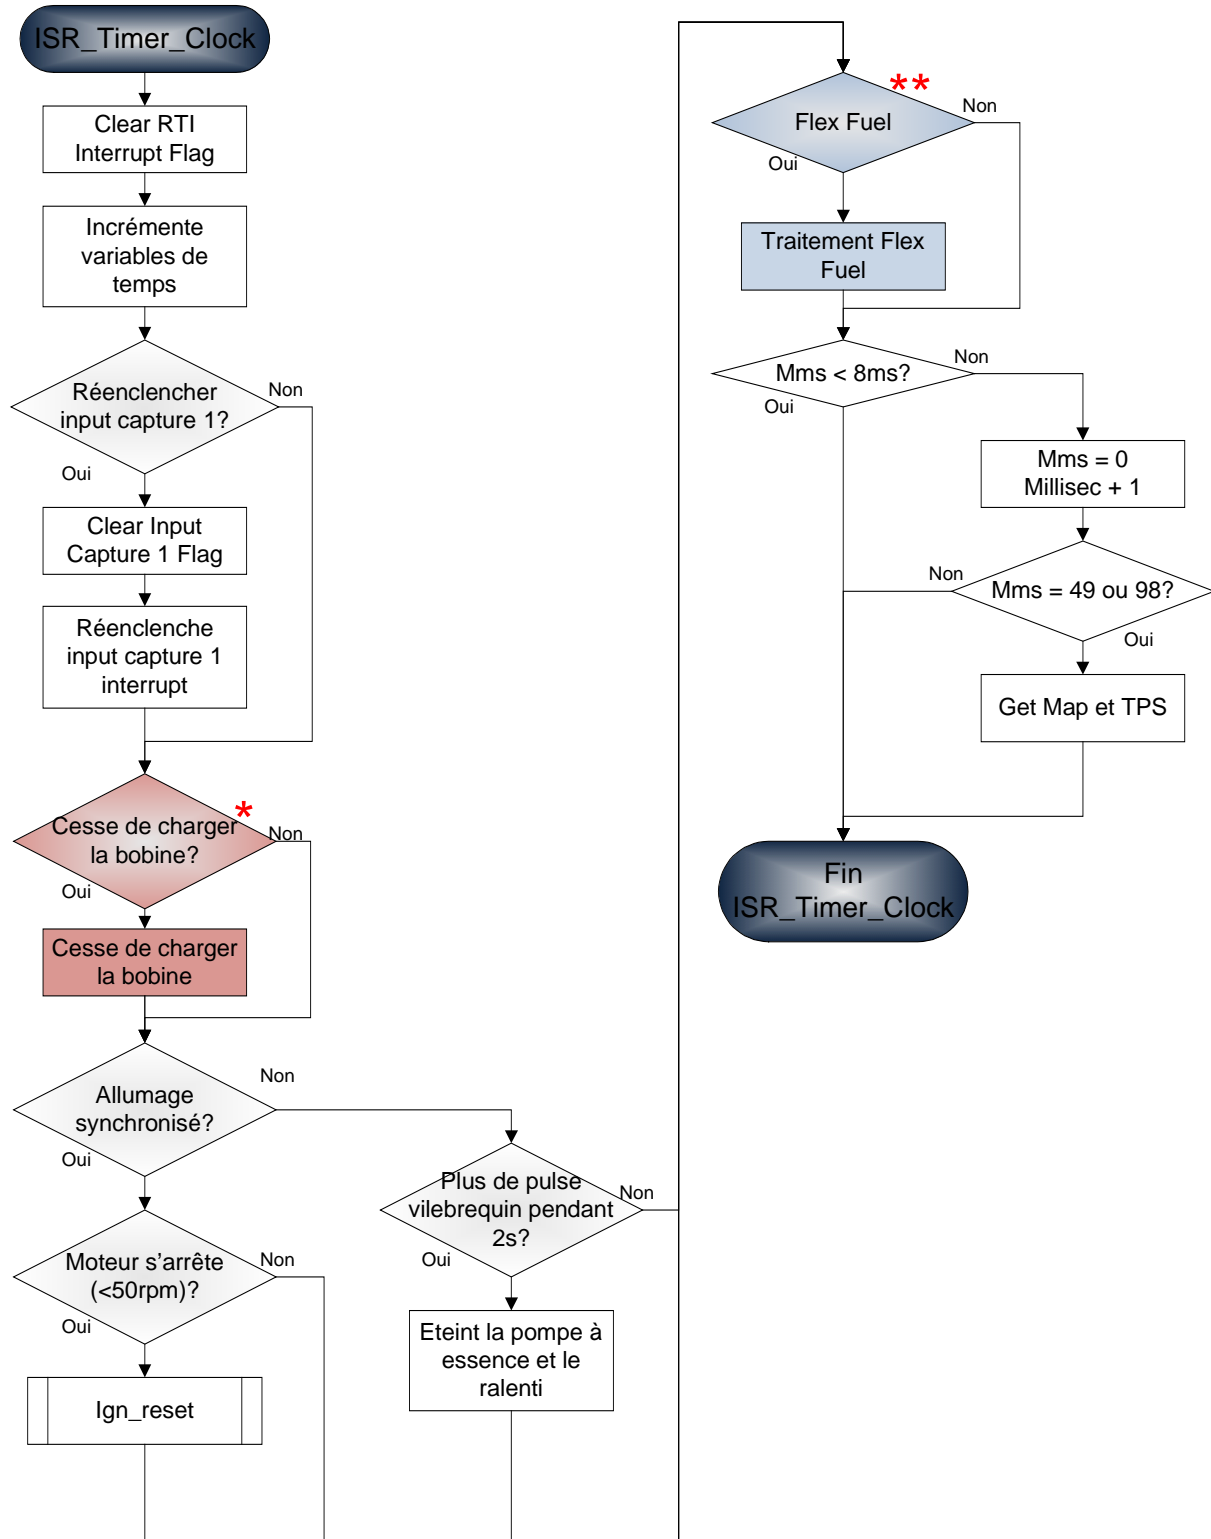 ISR_Timer_Clock
Clear RTI
Interrupt Flag
Incrémente
variables de
temps
Réenclencher
input capture 1?
Non
Oui
Clear Input
Capture 1 Flag
Réenclenche
input capture 1
interrupt
Cesse de charger
la bobine?
*
Non
Oui
Cesse de charger
la bobine
Allumage
synchronisé?
Non
Oui
Moteur s'arrête
(<50rpm)?
Non
Oui
Ign_reset
Plus de pulse
vilebrequin pendant
2s?
Non
Oui
Eteint la pompe à
essence et le
ralenti
Flex Fuel
**
Non
Oui
Traitement Flex
Fuel
Mms < 8ms?
Non
Oui
Mms = 0
Millisec + 1
Mms = 49 ou 98?
Non
Oui
Get Map et TPS
Fin
ISR_Timer_Clock